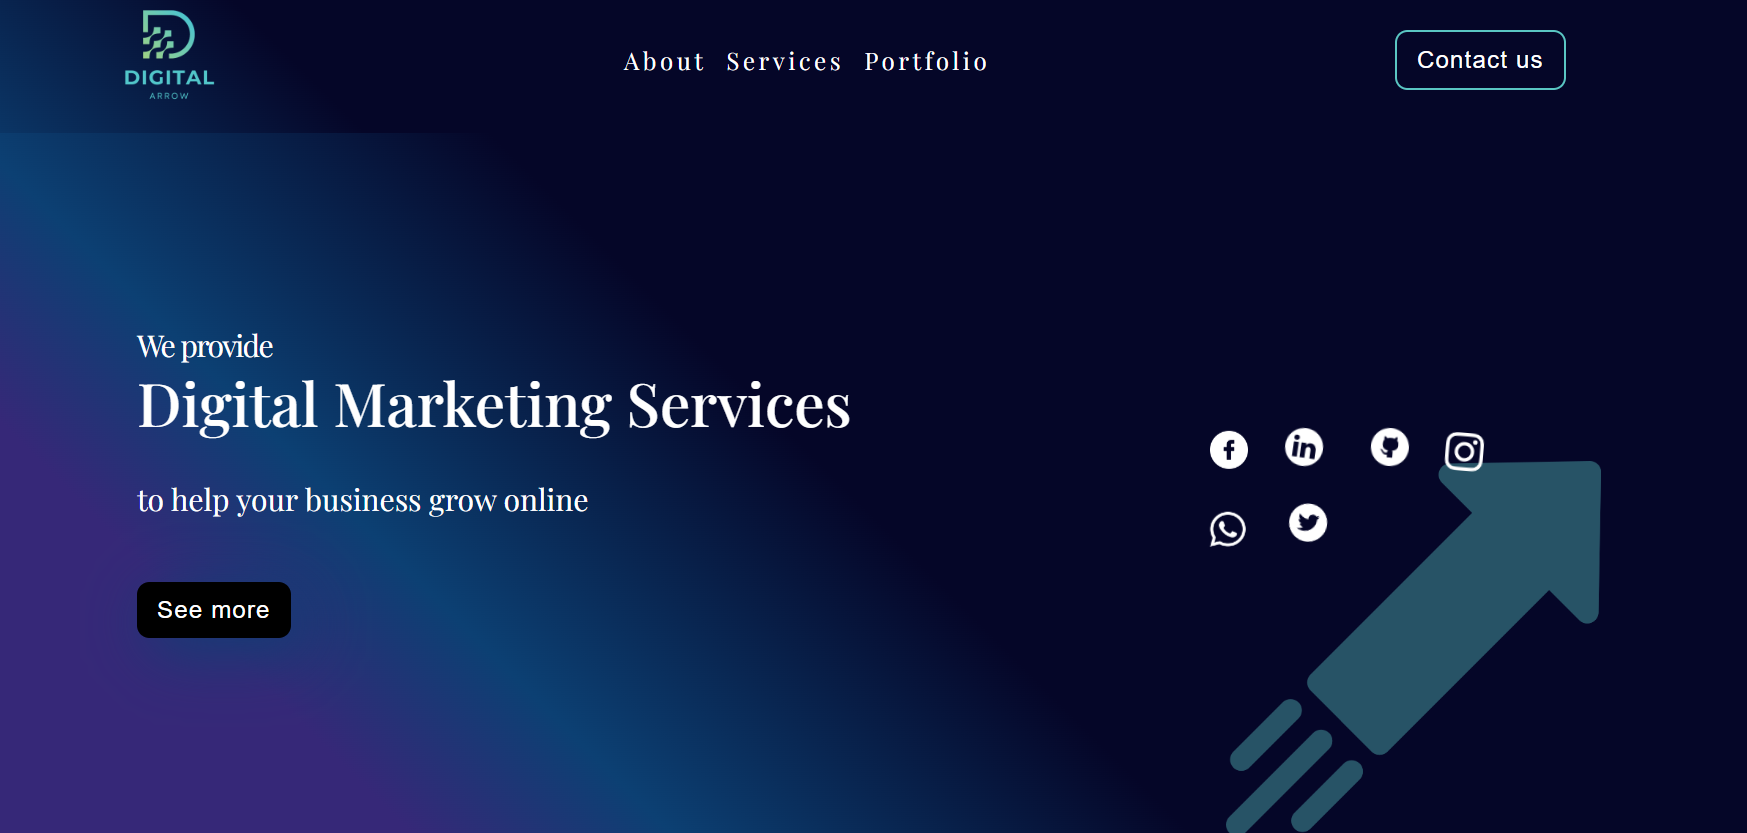 DIGITAL
ARROW
About Services Portfolio
Contact us
We provide
Digital Marketing Services
to help your business grow online
See more